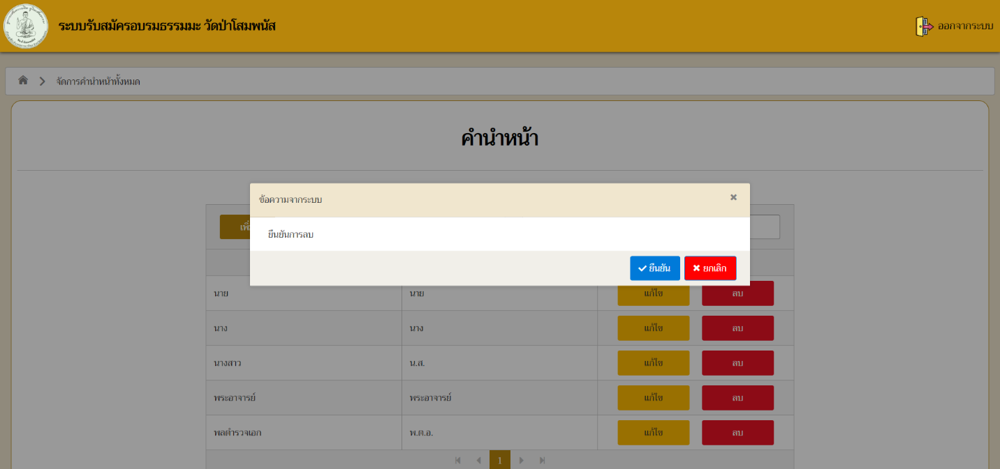 ระบบรับสมัครอบรมธรรมมะ วัดป่าโสมพนัส
ออกจากระบบ
จัดการคำนำหน้าทั้งหมด
คำนำหน้า
ข้อความจากระบบ
ยืนยันการลบ
ยืนยัน
ยกเลิก
นาย นาย แก้ไข ลบ
นาง นาง แก้ไข ลบ
นางสาว น.ส. แก้ไข ลบ
พระอาจารย์ พระอาจารย์ แก้ไข ลบ
พลตำรวจเอก พ.ต.อ. แก้ไข ลบ
1